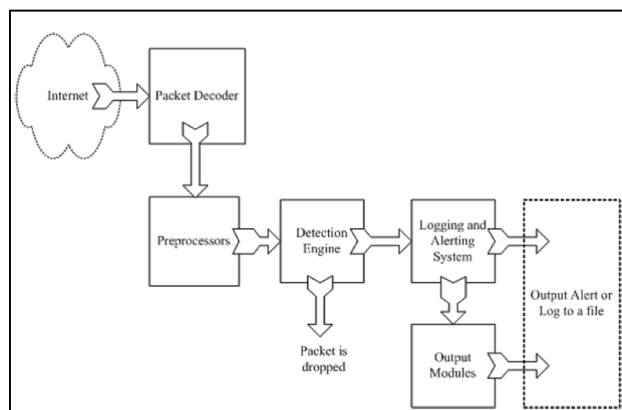 Internet
Packet Decoder
Preprocessors
Detection
Engine
Logging and
Alerting
System
Packet is
dropped
Output
Modules
Output Alert or
Log to a file